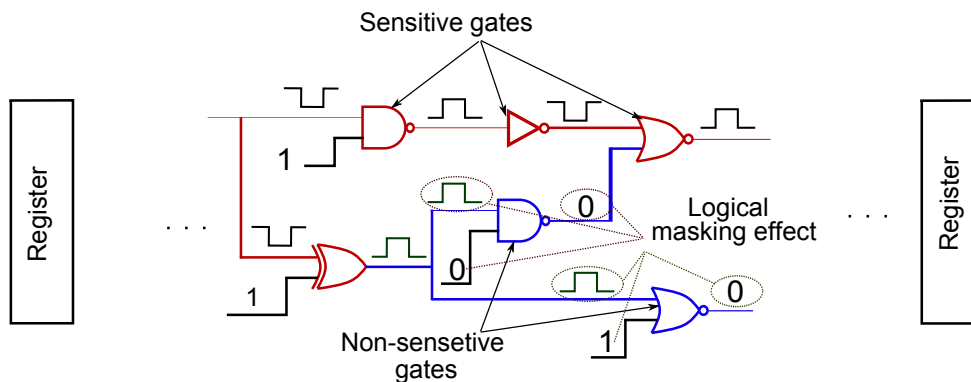 Sensitive gates
Register
Register
1
0
Logical
masking effect
. . .
. . .
0
1
0
1
Non-sensetive
gates